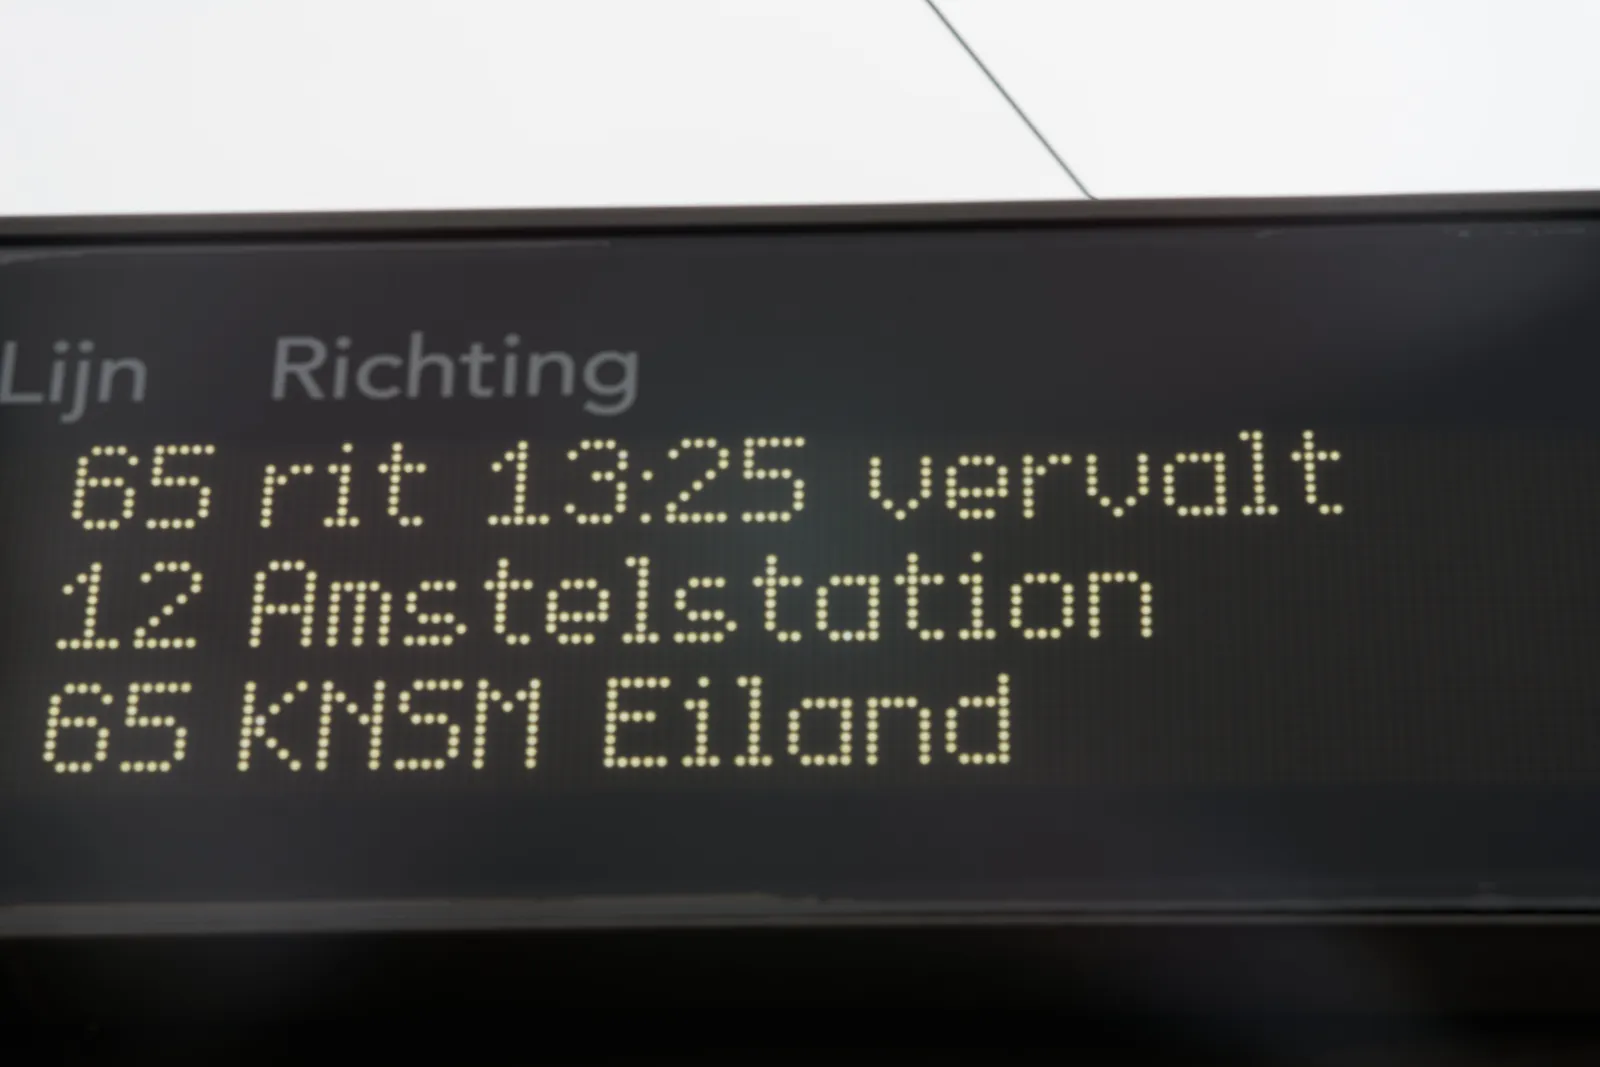 Lijn Richting
65 rit 13:25 vervalt
12 Amstelstation
65 KNSM Eiland